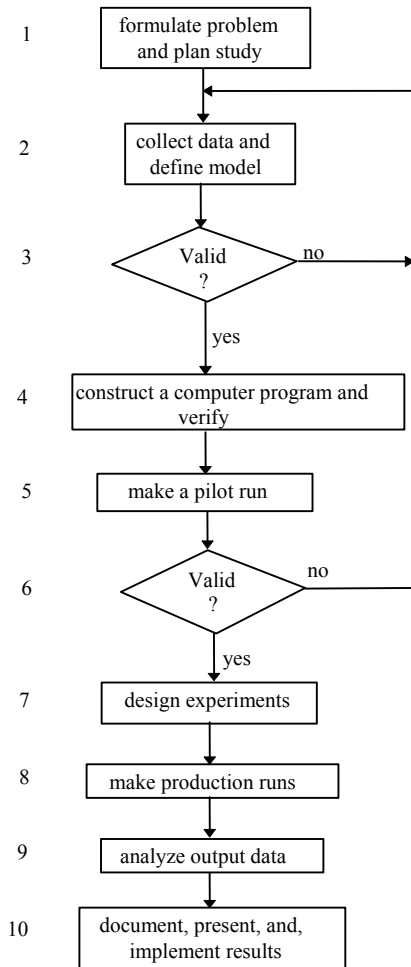 1
formulate problem
and plan study
2
collect data and
define model
3
Valid
?
no
yes
4
construct a computer program and
verify
5
make a pilot run
6
Valid
?
no
yes
7
design experiments
8
make production runs
9
analyze output data
10
document, present, and,
implement results